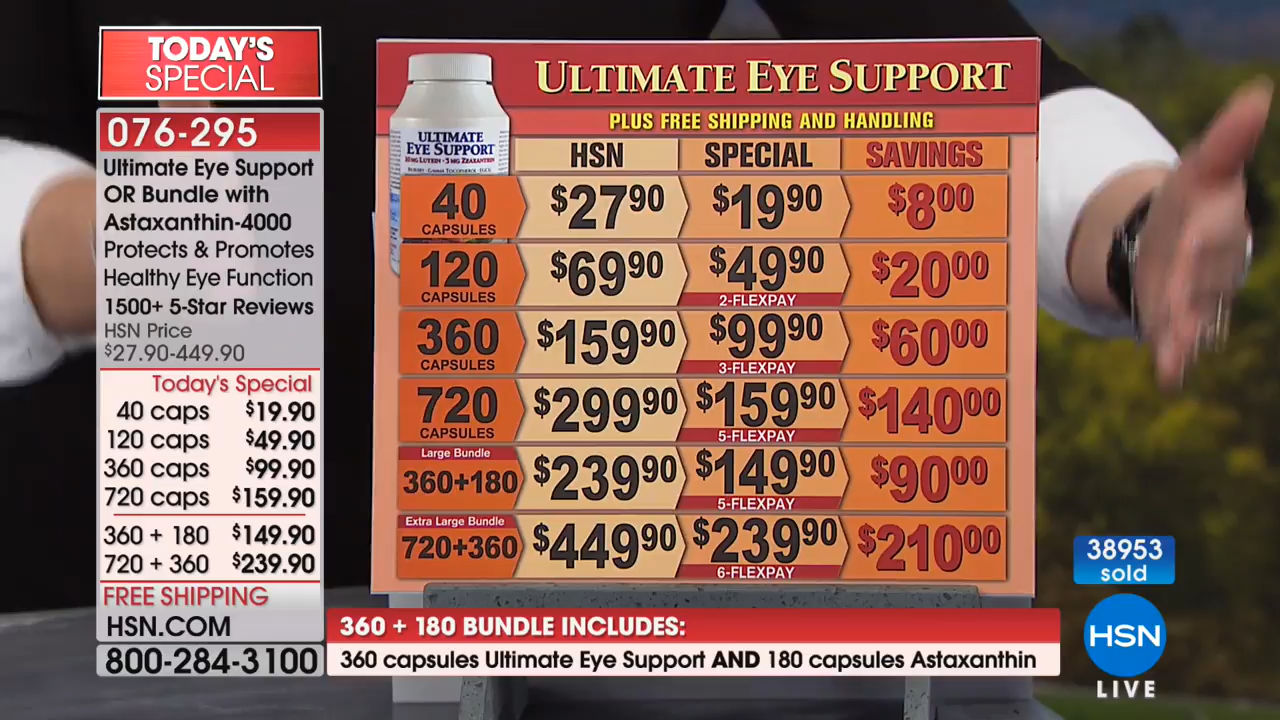 TODAY'S
SPECIAL
076-295
Ultimate Eye Support
OR Bundle with
Astaxanthin-4000
Protects & Promotes
Healthy Eye Function
1500+ 5-Star Reviews
HSN Price
$27.90-449.90
Today's Special
40 caps $19.90
120 caps $49.90
360 caps $99.90
720 caps $159.90
360 + 180 $149.90
720 + 360 $239.90
FREE SHIPPING
HSN.COM
800-284-3100
ULTIMATE EYE SUPPORT
PLUS FREE SHIPPING AND HANDLING
ULTIMATE
EYE SUPPORT
10 MG LUTEIN · 3 MG ZEAXANTHIN
HSN SPECIAL SAVINGS
40 CAPSULES $27.90 $19.90 $8.00
120 CAPSULES $69.90 $49.90 $20.00
2-FLEXPAY
360 CAPSULES $159.90 $99.90 $60.00
3-FLEXPAY
720 CAPSULES $299.90 $159.90 $140.00
5-FLEXPAY
Large Bundle
360+180 $239.90 $149.90 $90.00
5-FLEXPAY
Extra Large Bundle
720+360 $449.90 $239.90 $210.00
6-FLEXPAY
38953
sold
HSN
LIVE
360 + 180 BUNDLE INCLUDES:
360 capsules Ultimate Eye Support AND 180 capsules Astaxanthin